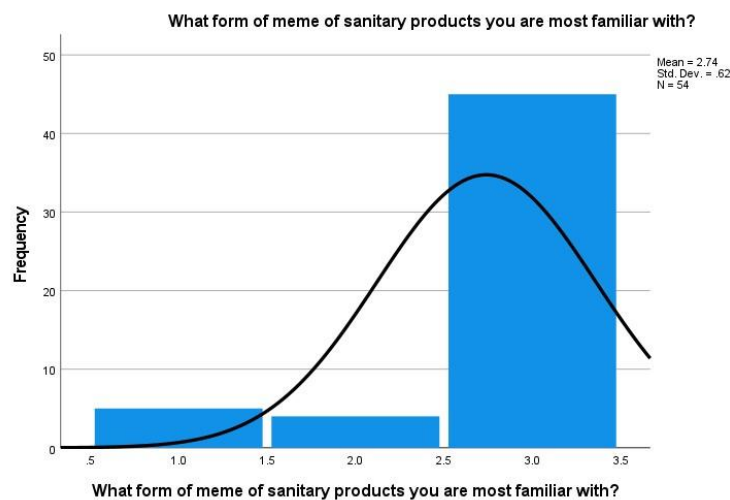 What form of meme of sanitary products you are most familiar with?
Mean = 2.74
Std. Dev. = .62
N = 54
50
40
30
20
10
0
Frequency
.5 1.0 1.5 2.0 2.5 3.0 3.5
What form of meme of sanitary products you are most familiar with?